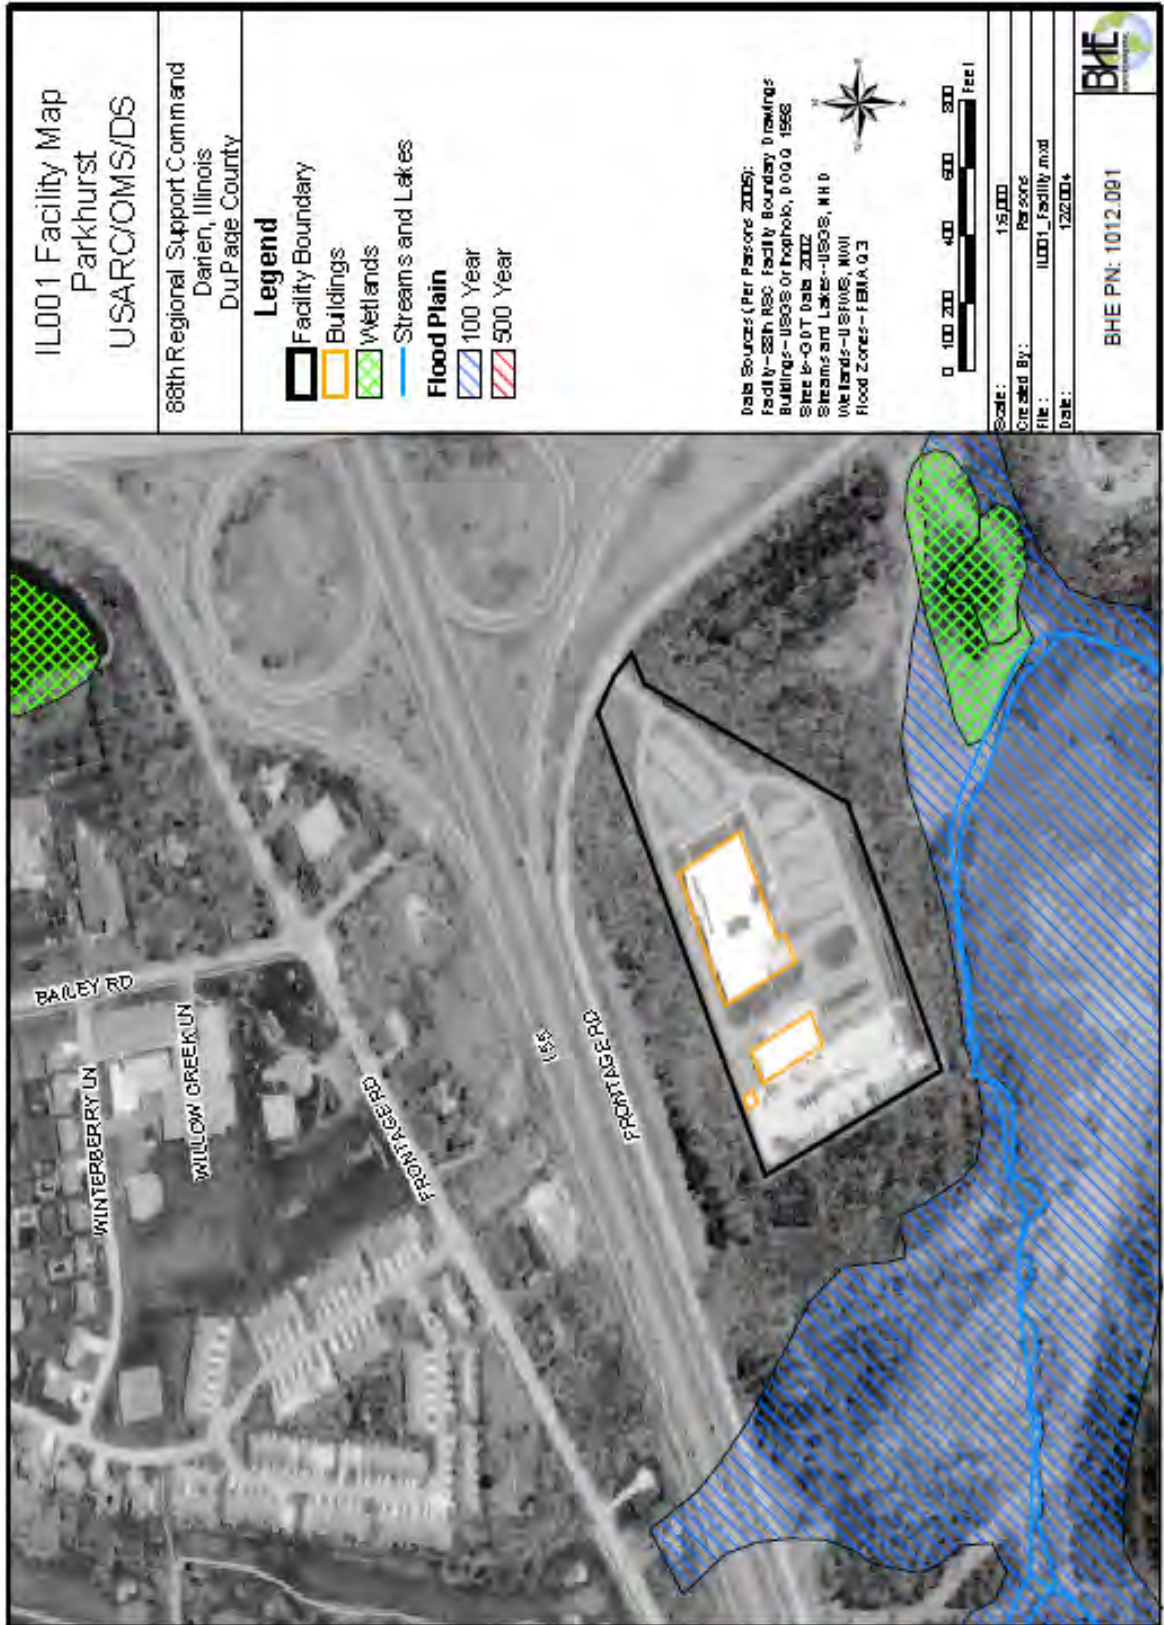 IL001 Facility Map
Parkhurst
USARC/OMS/DS
88th Regional Support Command
Darien, Illinois
DuPage County
Legend
Facility Boundary
Buildings
Wetlands
Streams and Lakes
Flood Plain
100 Year
500 Year
Data Sources (Per Parsons 2005):
Facility--88th RSC Facility Boundary Drawings
Buildings--USGS Orthophoto, DOQQ 1998
Streets-GDT Data 2002
Streams and Lakes--USGS, NHD
Wetlands--USFWS, NWI
Flood Zones--FEMA Q3
0 100 200 400 600 800
Feet
Scale:
Created By: Parsons
File: IL001_Facility.mxd
Date:
BHE PN: 1012.091
BHE
BAILEY RD
WINTERBERRY LN
WILLOW CREEK LN
FRONTAGE RD
I 55
FRONTAGE RD